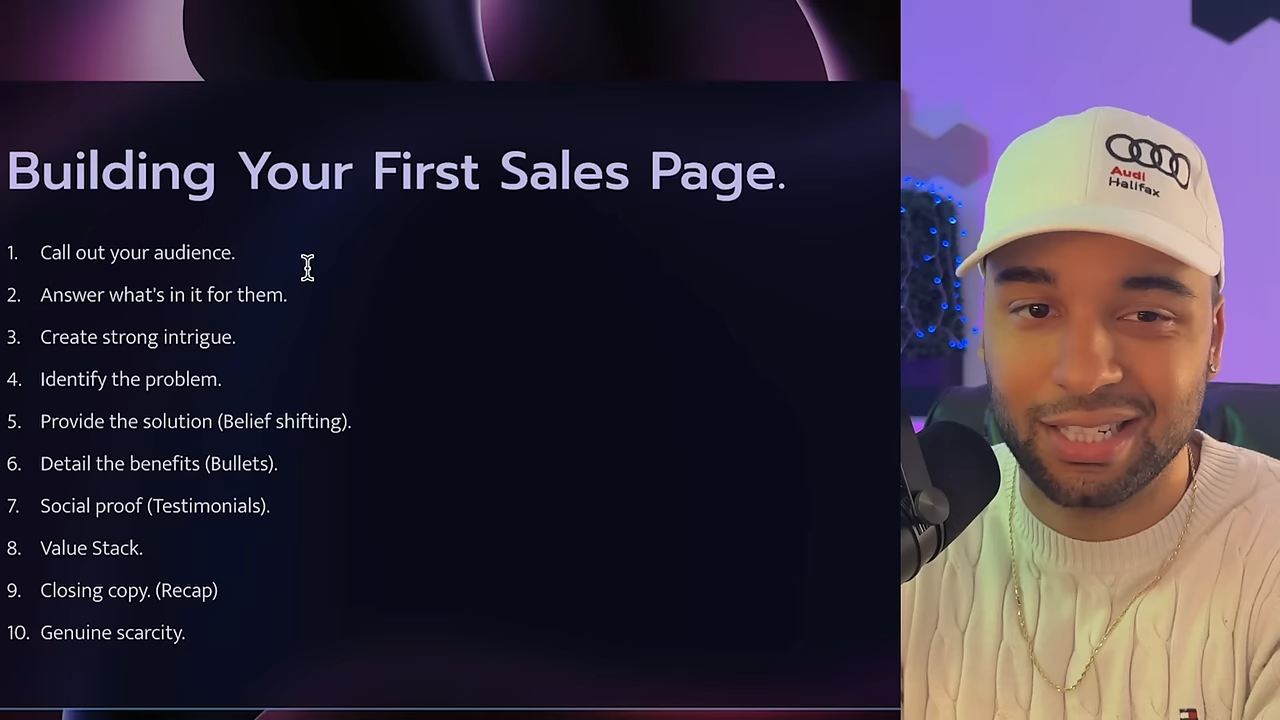 Building Your First Sales Page.
1. Call out your audience.
2. Answer what's in it for them.
3. Create strong intrigue.
4. Identify the problem.
5. Provide the solution (Belief shifting).
6. Detail the benefits (Bullets).
7. Social proof (Testimonials).
8. Value Stack.
9. Closing copy. (Recap)
10. Genuine scarcity.
Audi
Halifax